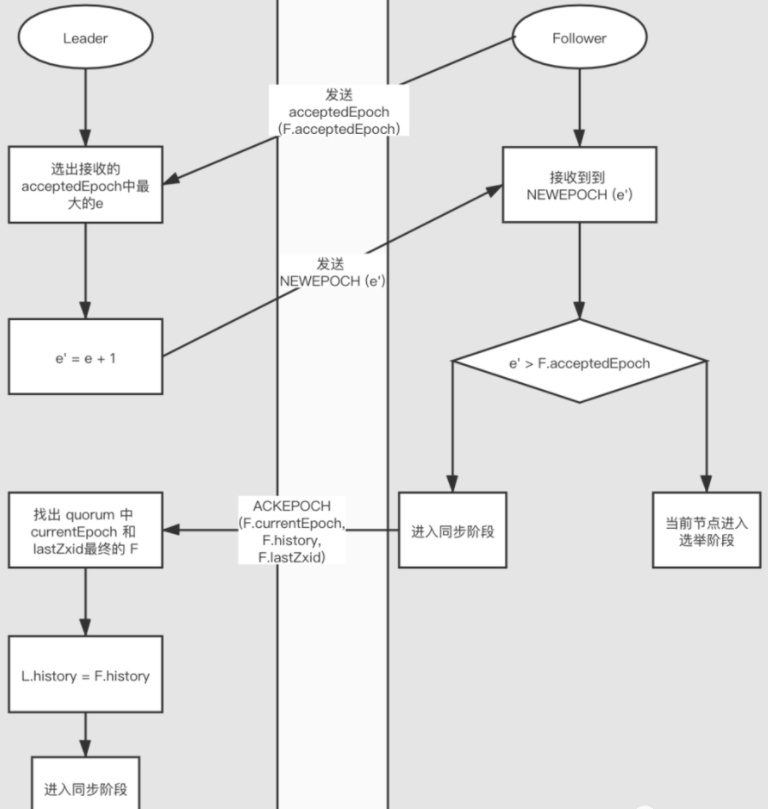 Leader
Follower
发送
acceptedEpoch
(F.acceptedEpoch)
选出接收的
acceptedEpoch中最
大的e
接收到到
NEWEPOCH (e')
发送
NEWEPOCH (e')
e' = e + 1
e' > F.acceptedEpoch
找出 quorum 中
currentEpoch 和
lastZxid最终的 F
ACKEPOCH
(F.currentEpoch,
F.history,
F.lastZxid)
进入同步阶段
当前节点进入
选举阶段
L.history = F.history
进入同步阶段